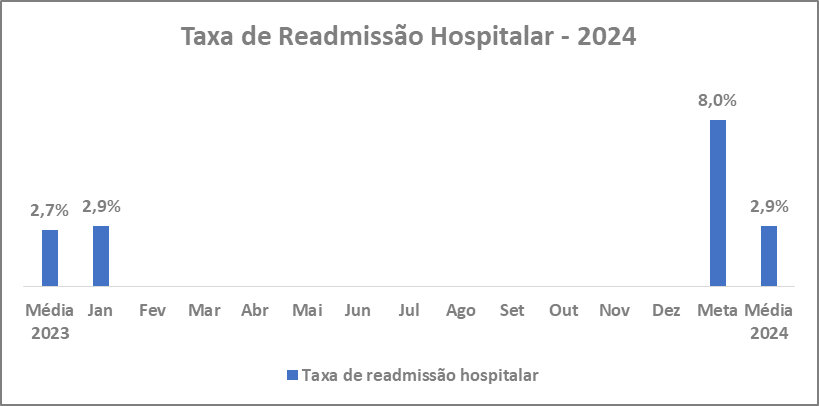 Taxa de Readmissão Hospitalar - 2024
8,0%
2,7%
2,9%
2,9%
Média Jan Fev Mar Abr Mai Jun Jul Ago Set Out Nov Dez Meta Média
2023 2024
Taxa de readmissão hospitalar